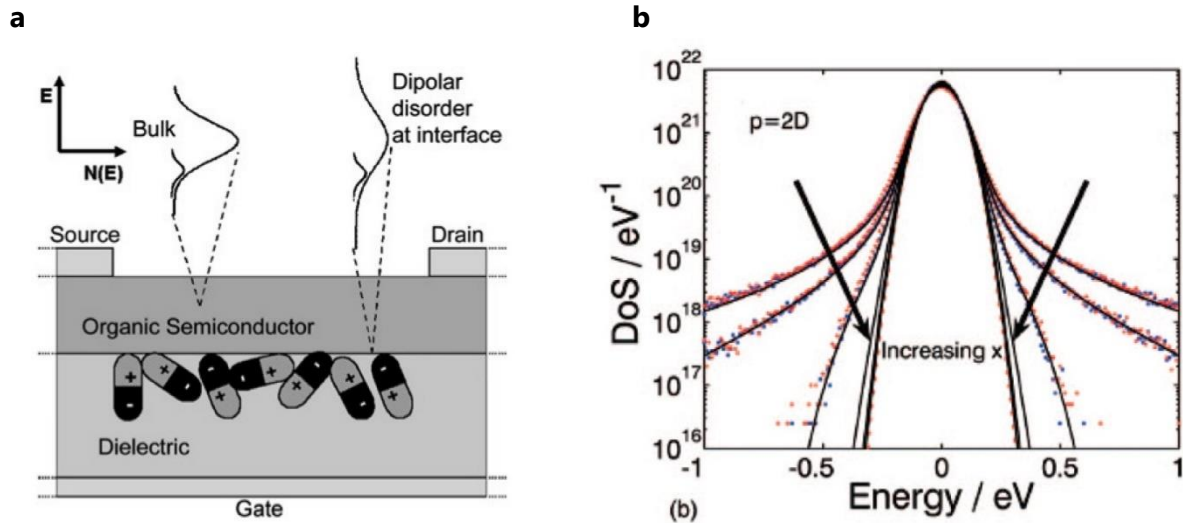 a
E
N(E)
Bulk
Dipolar
disorder
at interface
Source
Drain
Organic Semiconductor
+ -
+ -
- +
- +
- +
- +
- +
Dielectric
Gate
b
DoS / eV⁻¹
10²²
10²¹
10²⁰
10¹⁹
10¹⁸
10¹⁷
10¹⁶
p=2D
Increasing x
-1
-0.5
0
0.5
1
Energy / eV
(b)